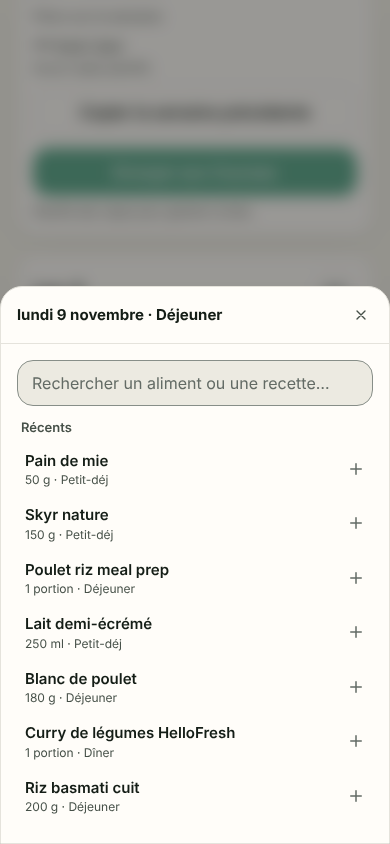 lundi 9 novembre · Déjeuner
Rechercher un aliment ou une recette...
Récents
Pain de mie
50 g · Petit-déj
Skyr nature
150 g · Petit-déj
Poulet riz meal prep
1 portion · Déjeuner
Lait demi-écrémé
250 ml · Petit-déj
Blanc de poulet
180 g · Déjeuner
Curry de légumes HelloFresh
1 portion · Dîner
Riz basmati cuit
200 g · Déjeuner